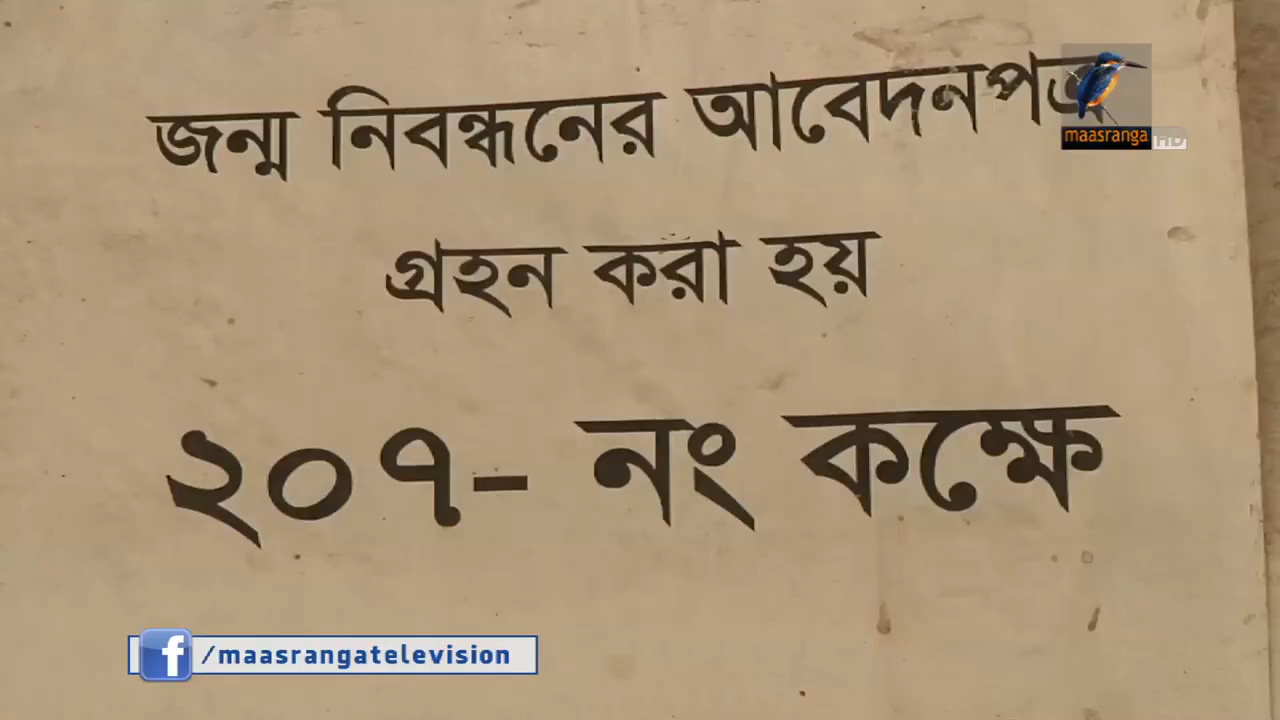 জন্ম নিবন্ধনের আবেদনপত্র
maasranga HD
গ্রহন করা হয়
২০৭- নং কক্ষে
f /maasrangatelevision